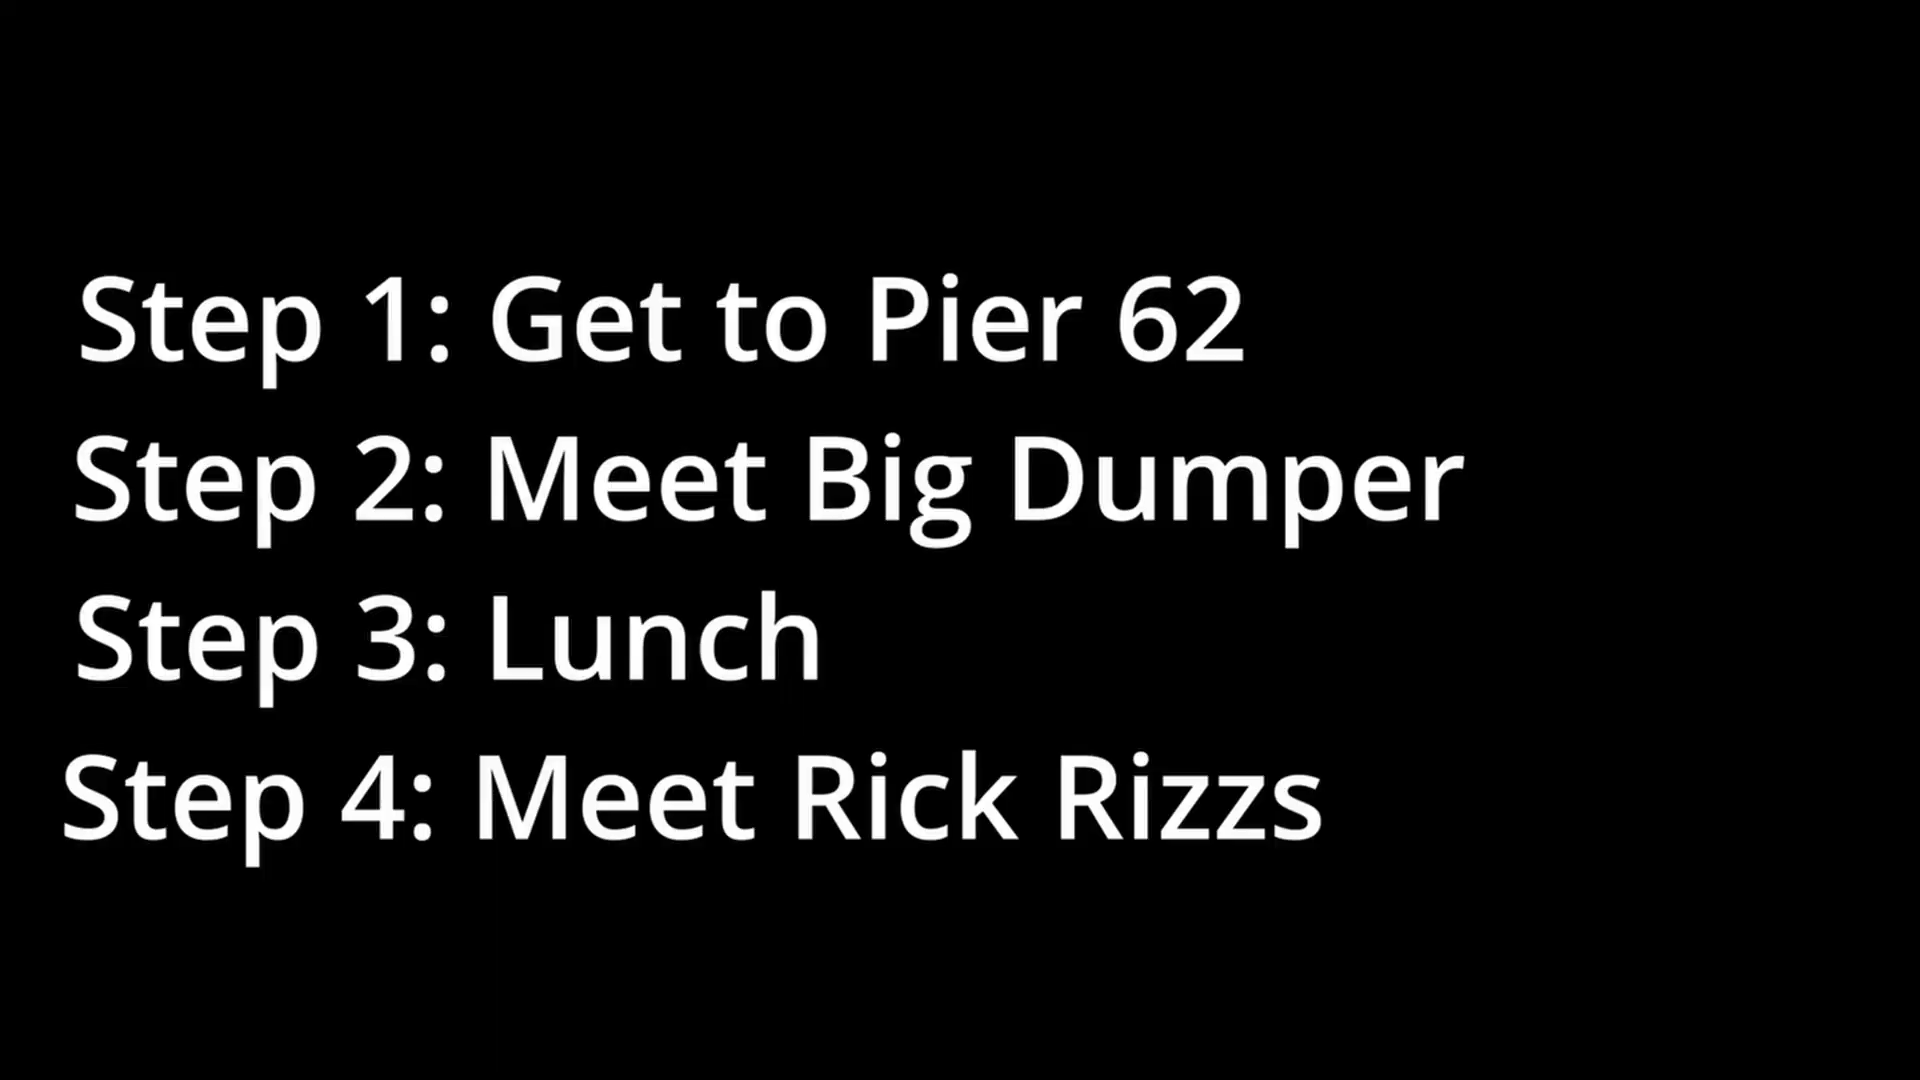 Step 1: Get to Pier 62
Step 2: Meet Big Dumper
Step 3: Lunch
Step 4: Meet Rick Rizzs